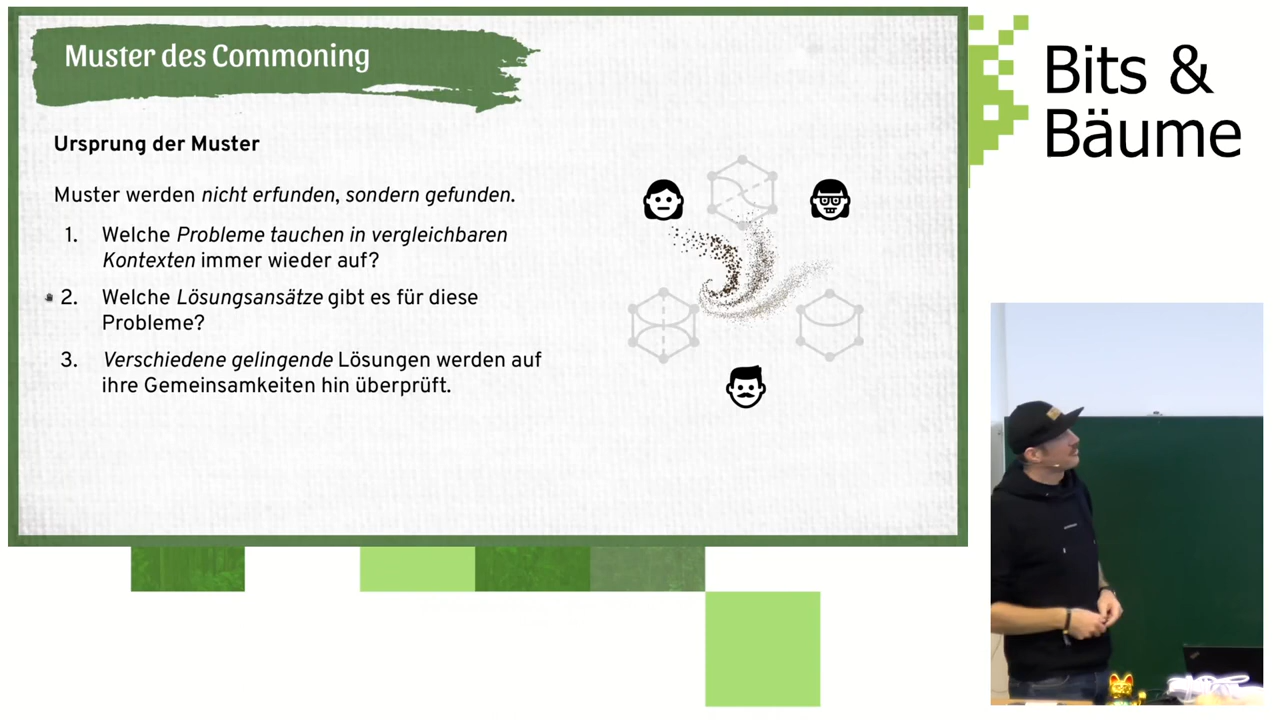 Muster des Commoning
Ursprung der Muster
Muster werden nicht erfunden, sondern gefunden.
1. Welche Probleme tauchen in vergleichbaren
Kontexten immer wieder auf?
2. Welche Lösungsansätze gibt es für diese
Probleme?
3. Verschiedene gelingende Lösungen werden auf
ihre Gemeinsamkeiten hin überprüft.
Bits &
Bäume